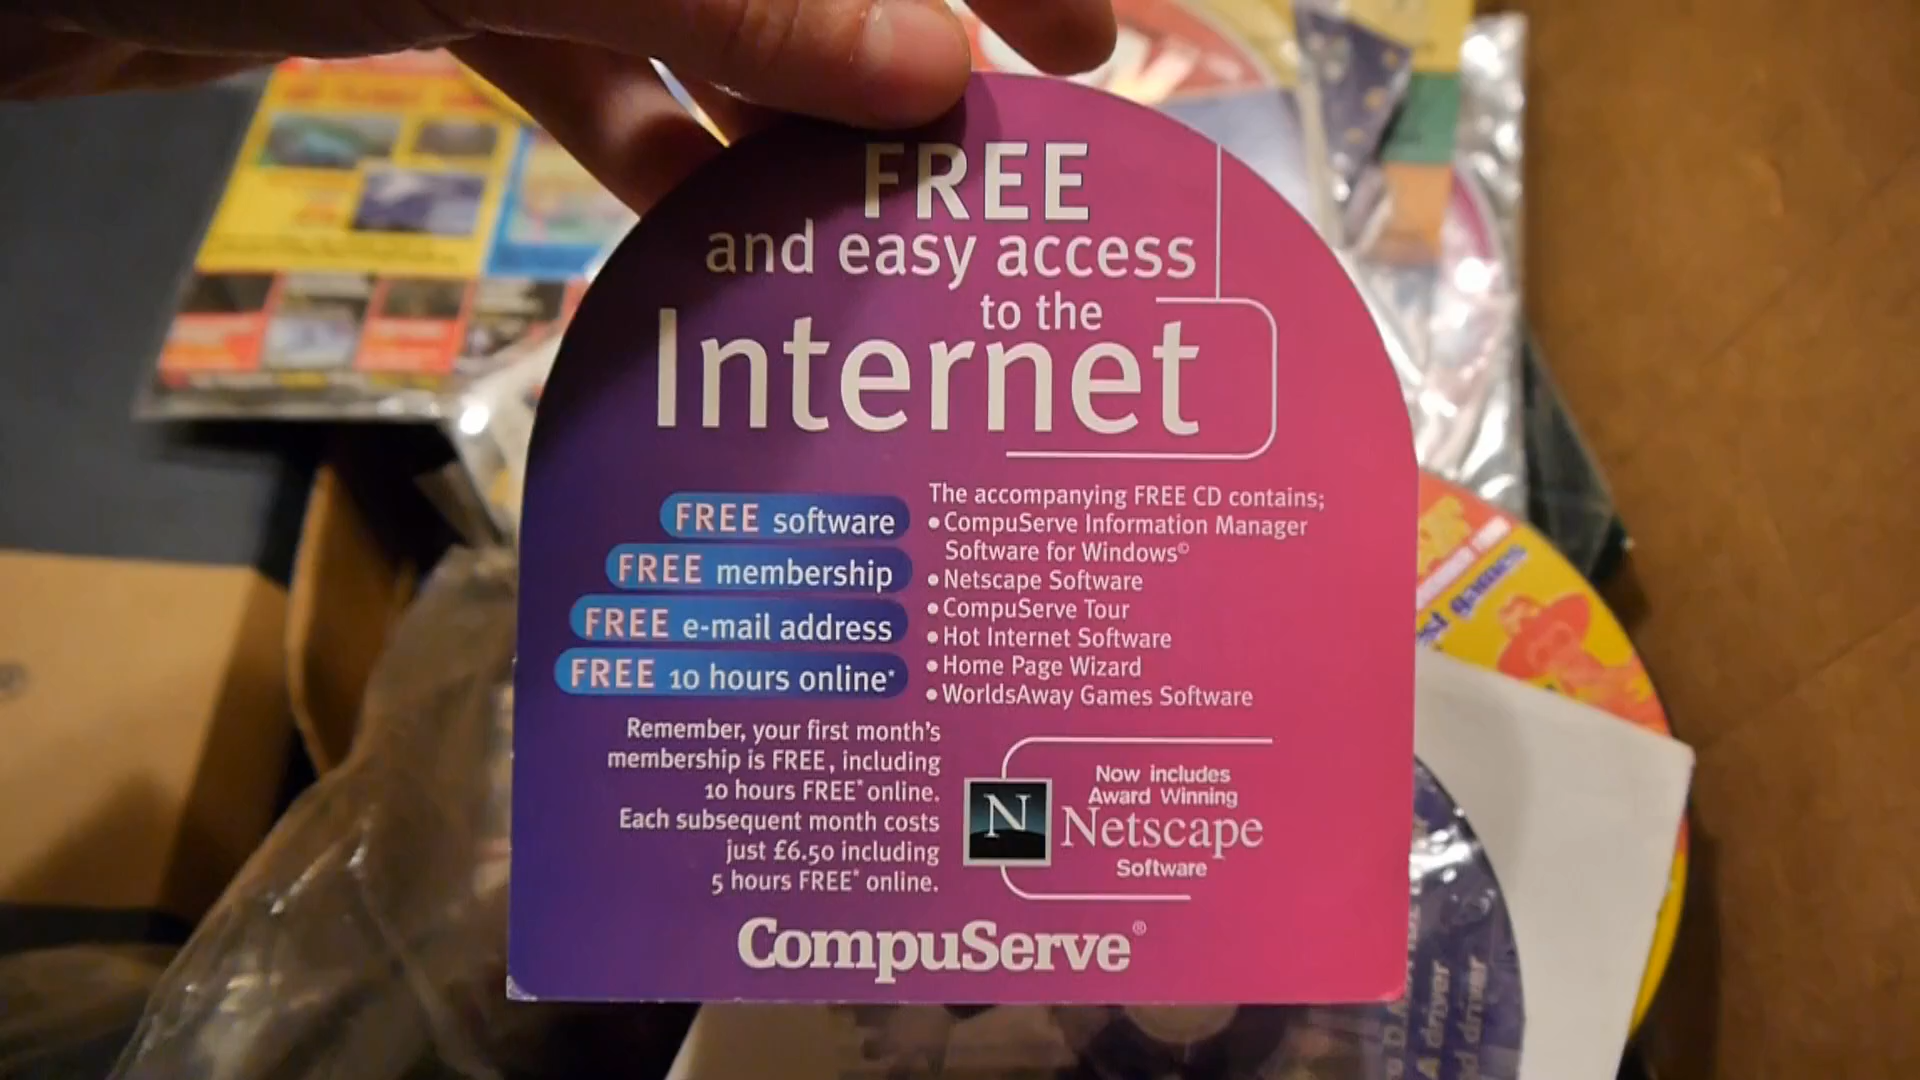 FREE
and easy access
to the
Internet
FREE software
FREE membership
FREE e-mail address
FREE 10 hours online*
The accompanying FREE CD contains;
• CompuServe Information Manager
Software for Windows©
• Netscape Software
• CompuServe Tour
• Hot Internet Software
• Home Page Wizard
• WorldsAway Games Software
Remember, your first month's
membership is FREE, including
10 hours FREE* online.
Each subsequent month costs
just £6.50 including
5 hours FREE* online.
N
Now includes
Award Winning
Netscape
Software
CompuServe®
games
A driver